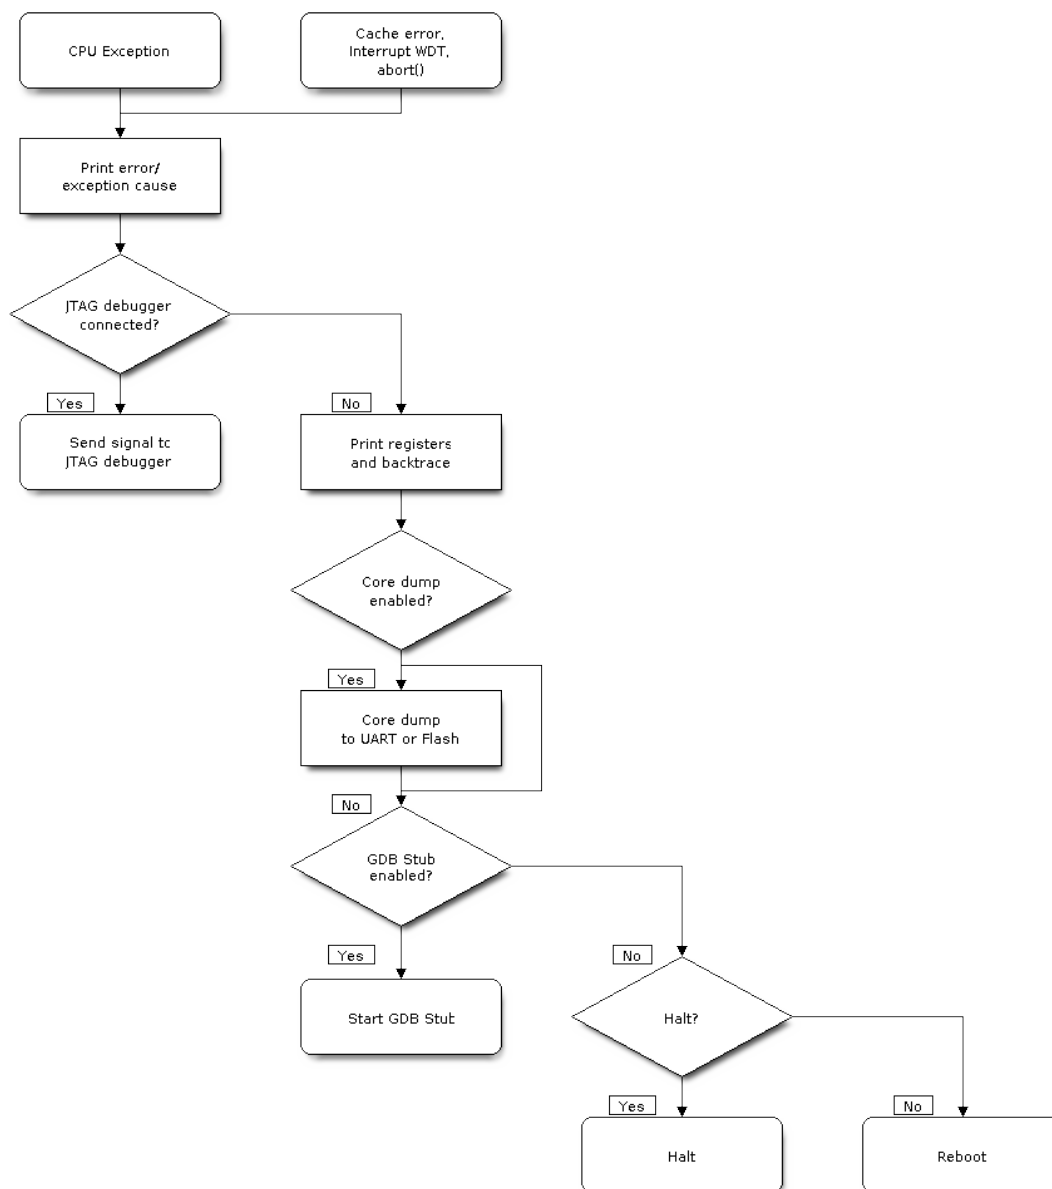 CPU Exception
Cache error,
Interrupt WDT,
abort()
Print error/
exception cause
JTAG debugger
connected?
Yes
No
Send signal to
JTAG debugger
Print registers
and backtrace
Core dump
enabled?
Yes
Core dump
to UART or Flash
No
GDB Stub
enabled?
Yes
No
Start GDB Stub
Halt?
Yes
No
Halt
Reboot